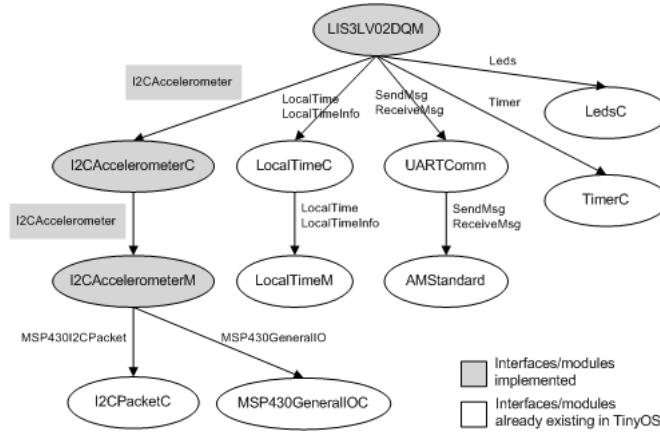 LIS3LV02DQM
Leds
I2CAccelerometer
LocalTime
LocalTimeInfo
SendMsg
ReceiveMsg
Timer
LedsC
I2CAccelerometerC
LocalTimeC
UARTComm
TimerC
I2CAccelerometer
LocalTime
LocalTimeInfo
SendMsg
ReceiveMsg
I2CAccelerometerM
LocalTimeM
AMStandard
MSP430I2CPacket
MSP430GeneralIO
I2CPacketC
MSP430GeneralIOC
Interfaces/modules
implemented
Interfaces/modules
already existing in TinyOS